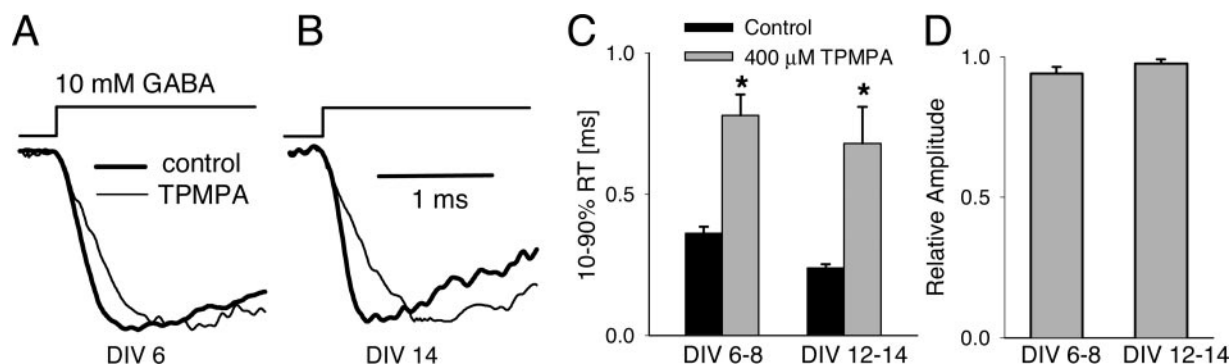 A
B
C
D
10 mM GABA
control
TPMPA
1 ms
DIV 6
DIV 14
Control
400 μM TPMPA
10-90% RT [ms]
1.0
0.5
0.0
*
*
DIV 6-8
DIV 12-14
Relative Amplitude
1.0
0.5
0.0
DIV 6-8
DIV 12-14